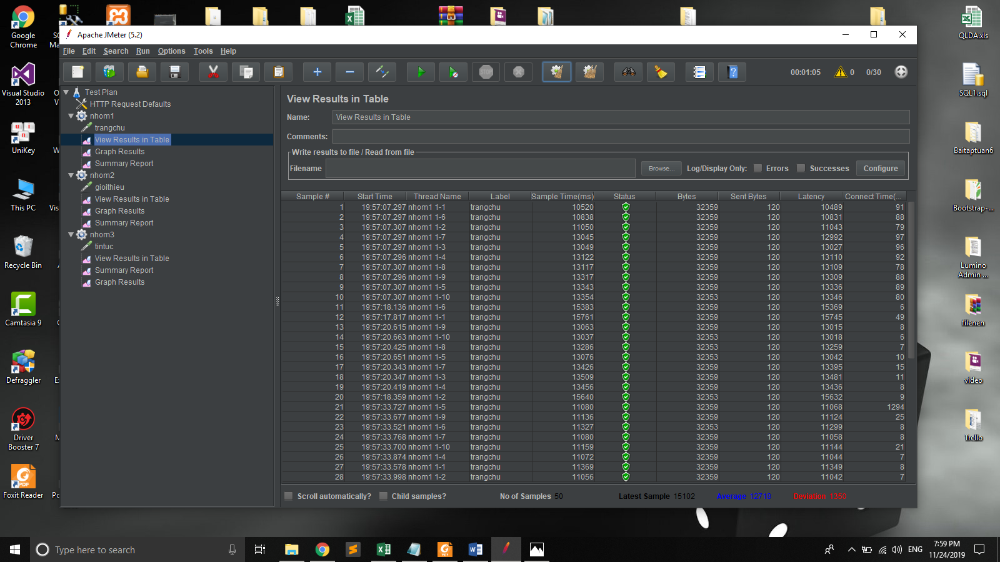 Google
Chrome
Visual Studio
2013
UniKey
This PC
Recycle Bin
Camtasia 9
Defraggler
Driver
Booster 7
Foxit Reader
QLDA.xls
SQL1.sql
Baitaptuan6
Bootstrap-...
Lumino
Admin ...
filenen
video
Trello
Apache JMeter (5.2)
File Edit Search Run Options Tools Help
STOP 00:01:05 0 0/30
Test Plan
HTTP Request Defaults
nhom1
trangchu
View Results in Table
Graph Results
Summary Report
nhom2
gioithieu
View Results in Table
Graph Results
Summary Report
nhom3
tintuc
View Results in Table
Summary Report
Graph Results
View Results in Table
Name: View Results in Table
Comments:
Write results to file / Read from file
Filename Browse... Log/Display Only: Errors Successes Configure
Sample # Start Time Thread Name Label Sample Time(ms) Status Bytes Sent Bytes Latency Connect Time(...
1 19:57:07.297 nhom1 1-1 trangchu 10520 32359 120 10489 91
2 19:57:07.297 nhom1 1-6 trangchu 10838 32359 120 10831 88
3 19:57:07.307 nhom1 1-2 trangchu 11050 32359 120 11043 79
4 19:57:07.297 nhom1 1-7 trangchu 13045 32359 120 12992 97
5 19:57:07.297 nhom1 1-3 trangchu 13049 32359 120 13027 96
6 19:57:07.296 nhom1 1-4 trangchu 13122 32359 120 13110 92
7 19:57:07.307 nhom1 1-8 trangchu 13117 32359 120 13109 78
8 19:57:07.296 nhom1 1-9 trangchu 13317 32359 120 13309 88
9 19:57:07.307 nhom1 1-5 trangchu 13343 32359 120 13336 89
10 19:57:07.307 nhom1 1-10 trangchu 13354 32353 120 13346 80
11 19:57:18.136 nhom1 1-6 trangchu 15383 32359 120 15369 6
12 19:57:17.817 nhom1 1-1 trangchu 15761 32359 120 15745 49
13 19:57:20.615 nhom1 1-9 trangchu 13063 32359 120 13015 8
14 19:57:20.663 nhom1 1-10 trangchu 13037 32353 120 13018 6
15 19:57:20.425 nhom1 1-8 trangchu 13286 32353 120 13259 7
16 19:57:20.651 nhom1 1-5 trangchu 13076 32353 120 13042 10
17 19:57:20.343 nhom1 1-7 trangchu 13426 32359 120 13395 15
18 19:57:20.347 nhom1 1-3 trangchu 13509 32359 120 13481 11
19 19:57:20.419 nhom1 1-4 trangchu 13456 32359 120 13436 8
20 19:57:18.359 nhom1 1-2 trangchu 15640 32353 120 15632 9
21 19:57:33.727 nhom1 1-5 trangchu 11080 32359 120 11068 1294
22 19:57:33.677 nhom1 1-9 trangchu 11136 32359 120 11124 25
23 19:57:33.521 nhom1 1-6 trangchu 11327 32353 120 11299 8
24 19:57:33.768 nhom1 1-7 trangchu 11080 32359 120 11058 8
25 19:57:33.700 nhom1 1-10 trangchu 11159 32359 120 11144 21
26 19:57:33.874 nhom1 1-4 trangchu 11072 32359 120 11044 7
27 19:57:33.578 nhom1 1-1 trangchu 11369 32359 120 11349 8
28 19:57:33.998 nhom1 1-2 trangchu 11056 32359 120 11042 7
Scroll automatically? Child samples? No of Samples 50 Latest Sample 15102 Average 12718 Deviation 1350
Type here to search
ENG
7:59 PM
11/24/2019